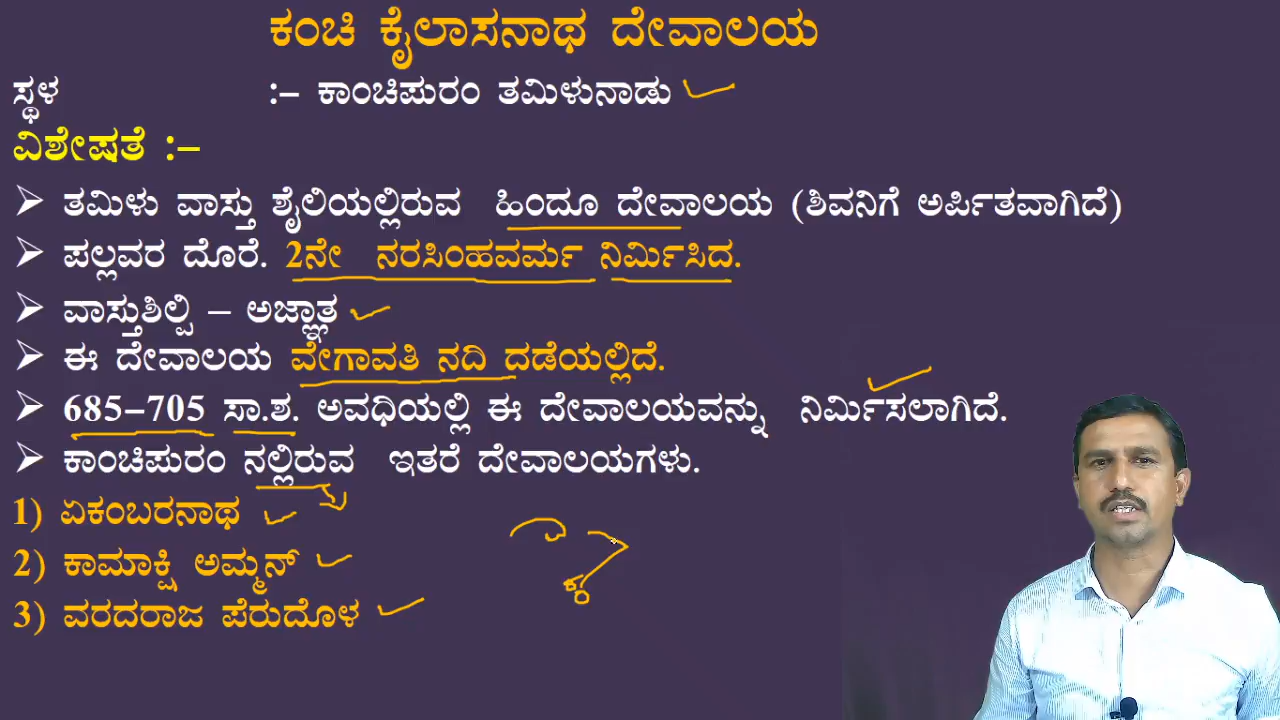 ಕಂಚಿ ಕೈಲಾಸನಾಥ ದೇವಾಲಯ
ಸ್ಥಳ :– ಕಾಂಚಿಪುರಂ ತಮಿಳುನಾಡು
ವಿಶೇಷತೆ :–
➢ ತಮಿಳು ವಾಸ್ತು ಶೈಲಿಯಲ್ಲಿರುವ ಹಿಂದೂ ದೇವಾಲಯ (ಶಿವನಿಗೆ ಅರ್ಪಿತವಾಗಿದೆ)
➢ ಪಲ್ಲವರ ದೊರೆ. 2ನೇ ನರಸಿಂಹವರ್ಮ ನಿರ್ಮಿಸಿದ.
➢ ವಾಸ್ತುಶಿಲ್ಪಿ – ಅಜ್ಞಾತ್ರ
➢ ಈ ದೇವಾಲಯ ವೇಗಾವತಿ ನದಿ ದಡೆಯಲ್ಲಿದೆ.
➢ 685–705 ಸಾ.ಶ. ಅವಧಿಯಲ್ಲಿ ಈ ದೇವಾಲಯವನ್ನು ನಿರ್ಮಿಸಲಾಗಿದೆ.
➢ ಕಾಂಚಿಪುರಂ ನಲ್ಲಿರುವ ಇತರೆ ದೇವಾಲಯಗಳು.
1) ಏಕಂಬರನಾಥ
2) ಕಾಮಾಕ್ಷಿ ಅಮ್ಮನ್
3) ವರದರಾಜ ಪೆರುದೊಳ